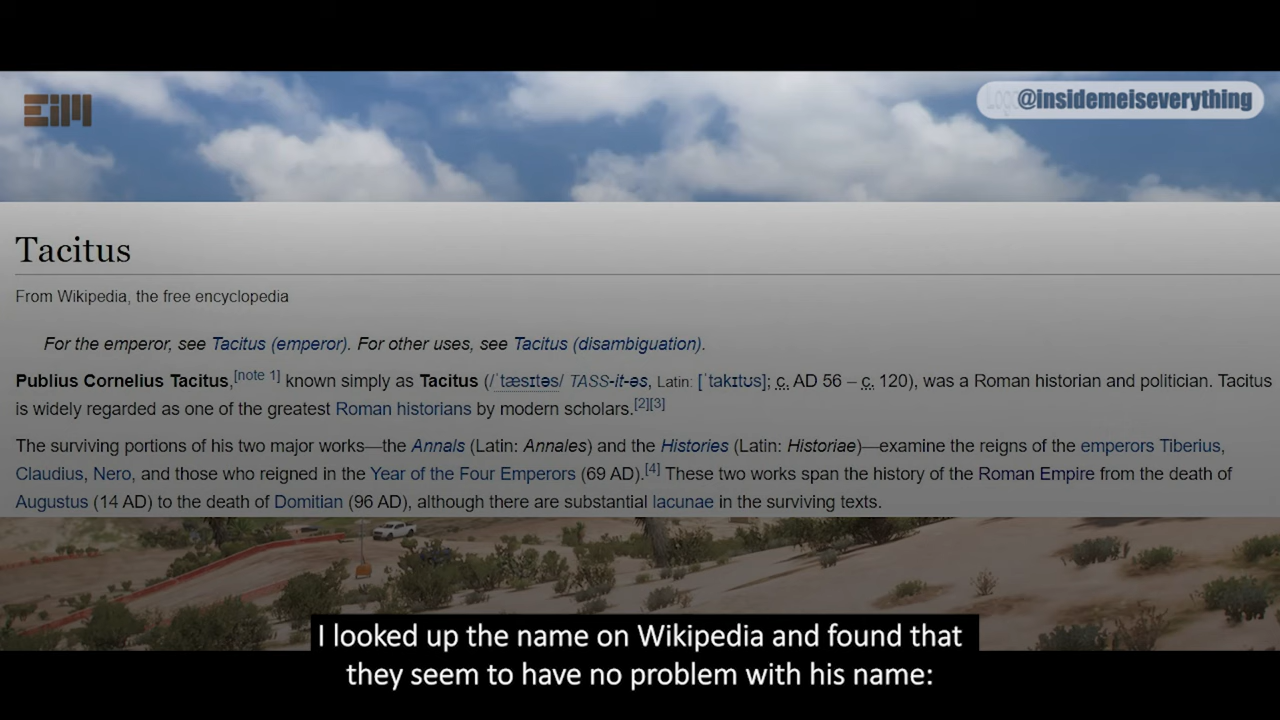 EiM
@insidemeiseverything
Tacitus
From Wikipedia, the free encyclopedia
For the emperor, see Tacitus (emperor). For other uses, see Tacitus (disambiguation).
Publius Cornelius Tacitus,[note 1] known simply as Tacitus (/ˈtæsɪtəs/ TASS-it-əs, Latin: [ˈtakɪtʊs]; c. AD 56 – c. 120), was a Roman historian and politician. Tacitus
is widely regarded as one of the greatest Roman historians by modern scholars.[2][3]
The surviving portions of his two major works—the Annals (Latin: Annales) and the Histories (Latin: Historiae)—examine the reigns of the emperors Tiberius,
Claudius, Nero, and those who reigned in the Year of the Four Emperors (69 AD).[4] These two works span the history of the Roman Empire from the death of
Augustus (14 AD) to the death of Domitian (96 AD), although there are substantial lacunae in the surviving texts.
I looked up the name on Wikipedia and found that
they seem to have no problem with his name: